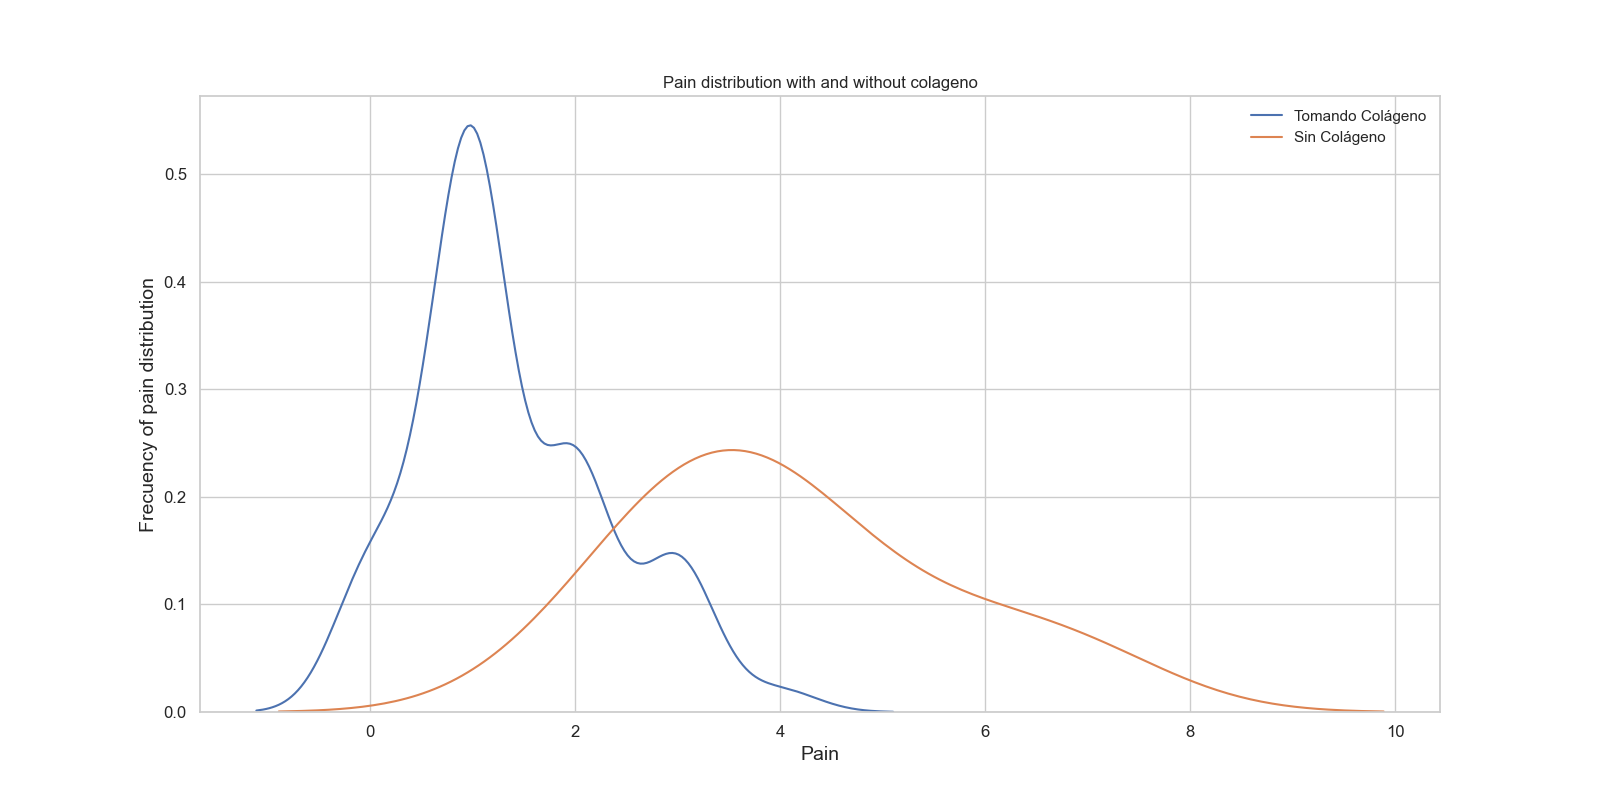 Pain distribution with and without colageno
Tomando Colágeno
Sin Colágeno
Frecuency of pain distribution
0.5
0.4
0.3
0.2
0.1
0.0
0 2 4 6 8 10
Pain